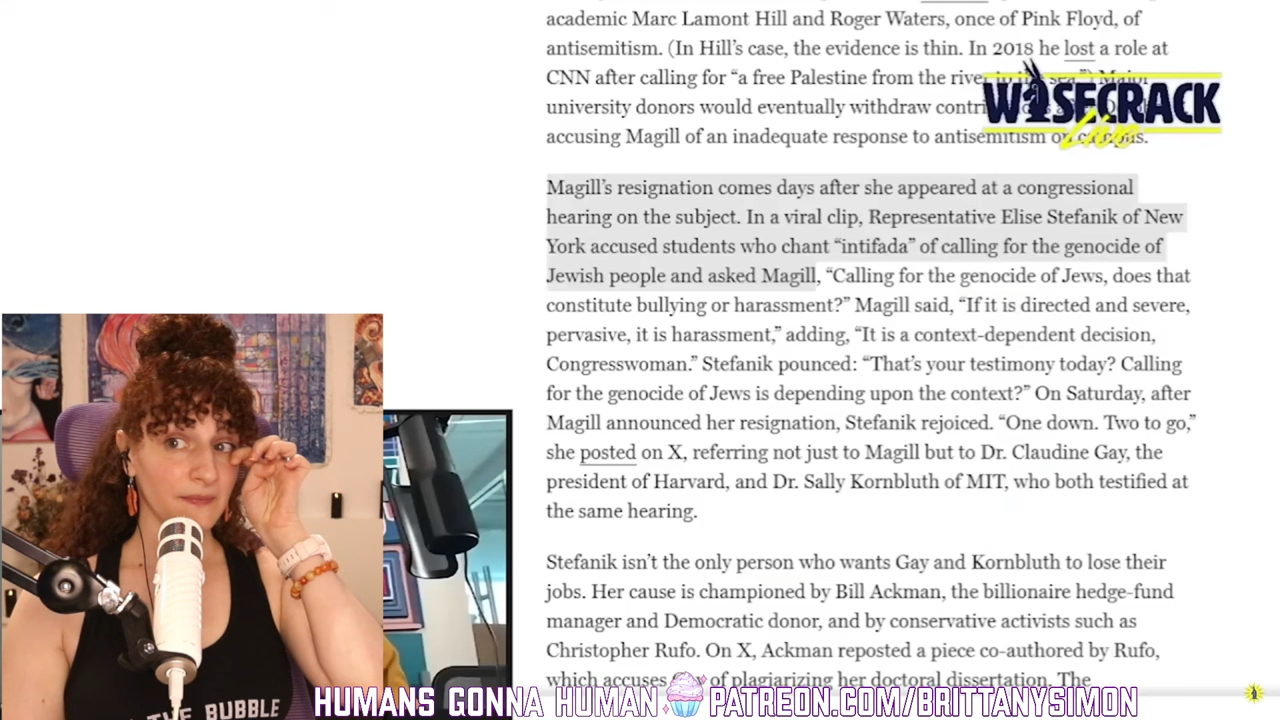 academic Marc Lamont Hill and Roger Waters, once of Pink Floyd, of
antisemitism. (In Hill’s case, the evidence is thin. In 2018 he lost a role at
CNN after calling for “a free Palestine from the river to the sea.”) Major
university donors would eventually withdraw
accusing Magill of an inadequate response to antisemitism on campus.
WISECRACK
Live
Magill’s resignation comes days after she appeared at a congressional
hearing on the subject. In a viral clip, Representative Elise Stefanik of New
York accused students who chant “intifada” of calling for the genocide of
Jewish people and asked Magill, “Calling for the genocide of Jews, does that
constitute bullying or harassment?” Magill said, “If it is directed and severe,
pervasive, it is harassment,” adding, “It is a context-dependent decision,
Congresswoman.” Stefanik pounced: “That’s your testimony today? Calling
for the genocide of Jews is depending upon the context?” On Saturday, after
Magill announced her resignation, Stefanik rejoiced. “One down. Two to go,”
she posted on X, referring not just to Magill but to Dr. Claudine Gay, the
president of Harvard, and Dr. Sally Kornbluth of MIT, who both testified at
the same hearing.
Stefanik isn’t the only person who wants Gay and Kornbluth to lose their
jobs. Her cause is championed by Bill Ackman, the billionaire hedge-fund
manager and Democratic donor, and by conservative activists such as
Christopher Rufo. On X, Ackman reposted a piece co-authored by Rufo,
which accuses of plagiarizing her doctoral dissertation. The
THE BUBBLE
HUMANS GONNA HUMAN PATREON.COM/BRITTANYSIMON